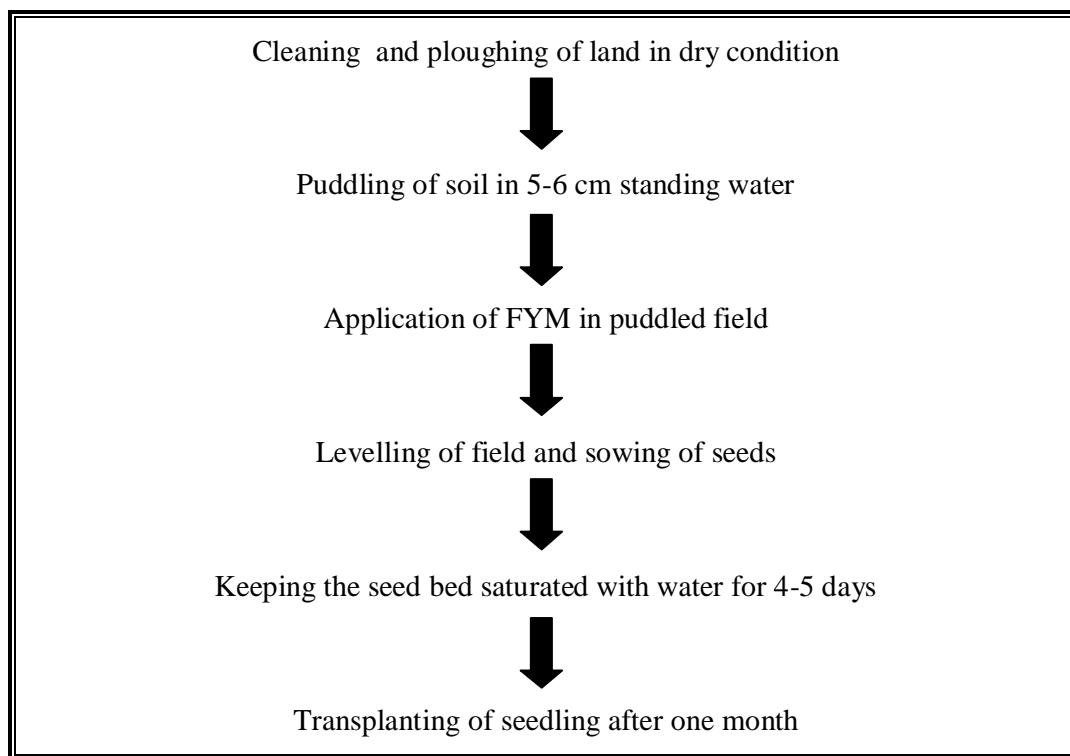 Cleaning and ploughing of land in dry condition
Puddling of soil in 5-6 cm standing water
Application of FYM in puddled field
Levelling of field and sowing of seeds
Keeping the seed bed saturated with water for 4-5 days
Transplanting of seedling after one month